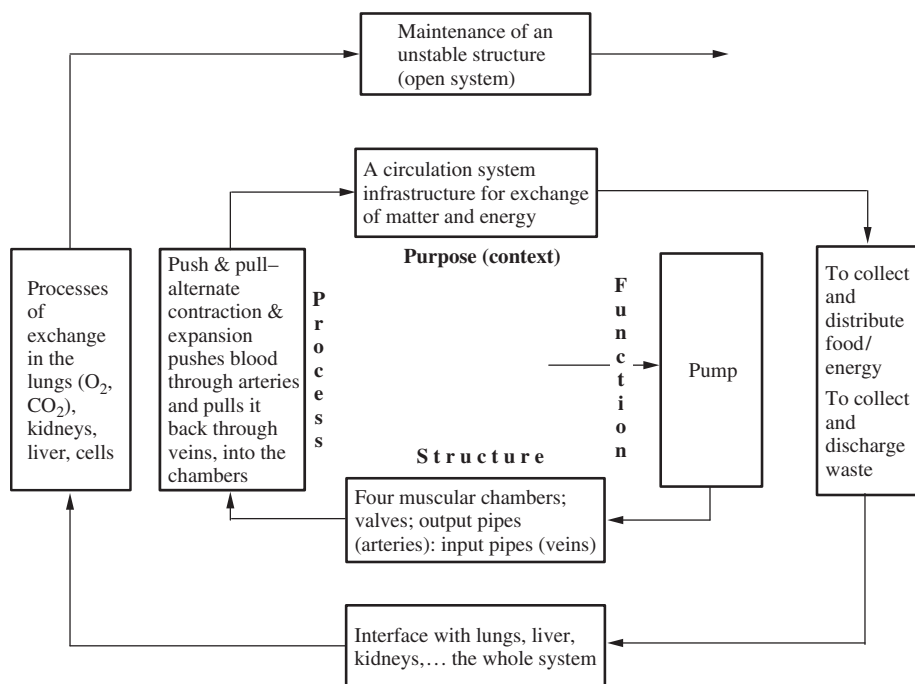 Maintenance of an
unstable structure
(open system)
A circulation system
infrastructure for exchange
of matter and energy
Purpose (context)
Processes
of
exchange
in the
lungs (O2,
CO2),
kidneys,
liver, cells
Push & pull–
alternate
contraction &
expansion
pushes blood
through arteries
and pulls it
back through
veins, into the
chambers
Process
Function
Pump
To collect
and
distribute
food/
energy
To collect
and
discharge
waste
Structure
Four muscular chambers;
valves; output pipes
(arteries): input pipes (veins)
Interface with lungs, liver,
kidneys,... the whole system